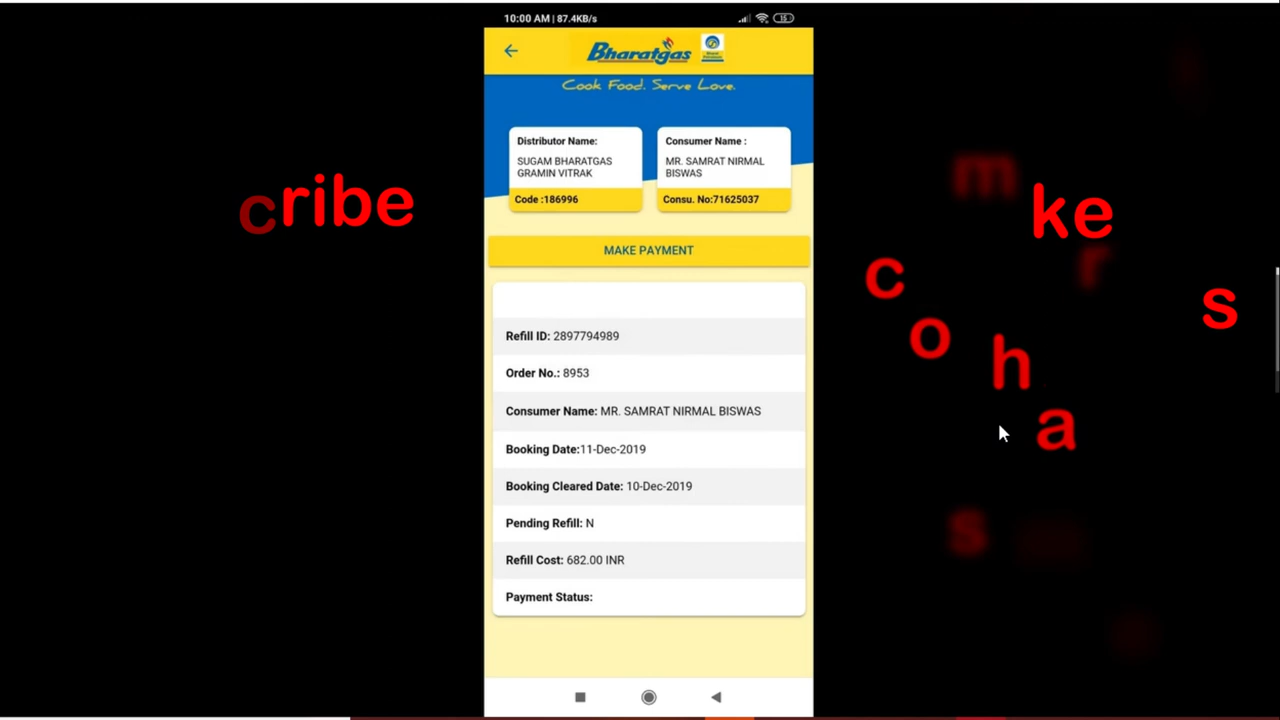 10:00 AM | 87.4KB/s
15
Bharatgas
Cook Food. Serve Love.
Distributor Name:
SUGAM BHARATGAS
GRAMIN VITRAK
Code :186996
Consumer Name :
MR. SAMRAT NIRMAL
BISWAS
Consu. No:71625037
MAKE PAYMENT
Refill ID: 2897794989
Order No.: 8953
Consumer Name: MR. SAMRAT NIRMAL BISWAS
Booking Date:11-Dec-2019
Booking Cleared Date: 10-Dec-2019
Pending Refill: N
Refill Cost: 682.00 INR
Payment Status:
cribe
m
ke
r
c
s
o
h
a
s